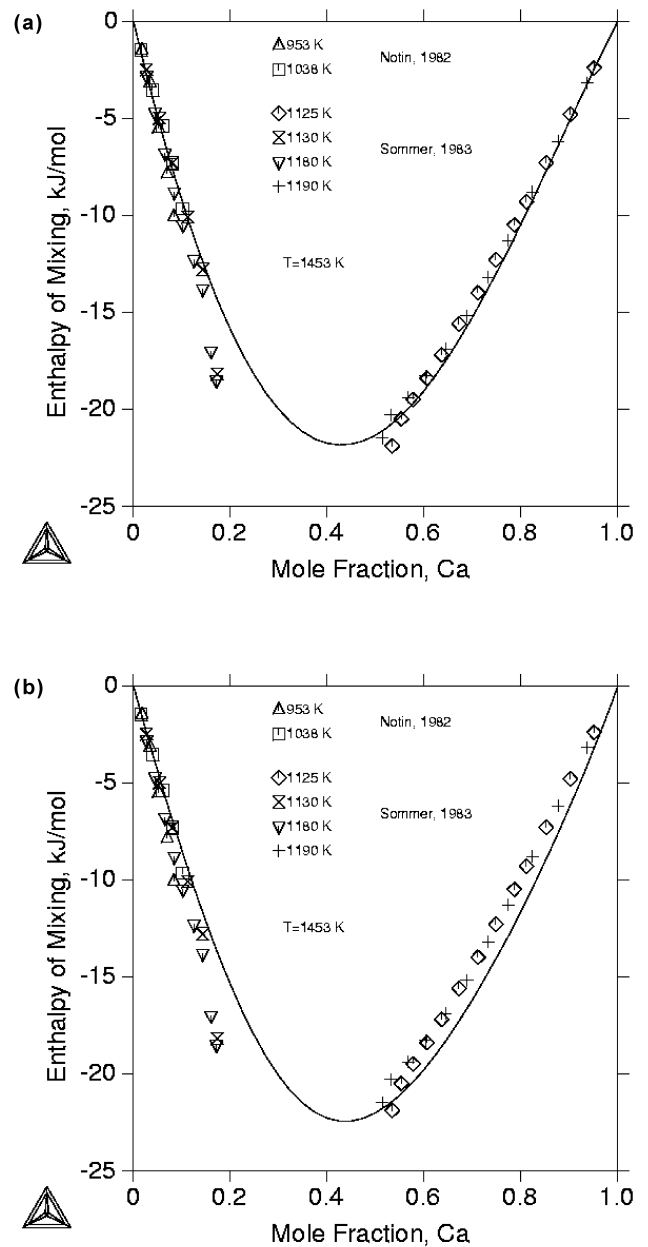 (a)
0
-5
-10
-15
-20
-25
Enthalpy of Mixing, kJ/mol
953 K
1038 K
Notin, 1982
1125 K
1130 K
1180 K
1190 K
Sommer, 1983
T=1453 K
0 0.2 0.4 0.6 0.8 1.0
Mole Fraction, Ca
(b)
0
-5
-10
-15
-20
-25
Enthalpy of Mixing, kJ/mol
953 K
1038 K
Notin, 1982
1125 K
1130 K
1180 K
1190 K
Sommer, 1983
T=1453 K
0 0.2 0.4 0.6 0.8 1.0
Mole Fraction, Ca